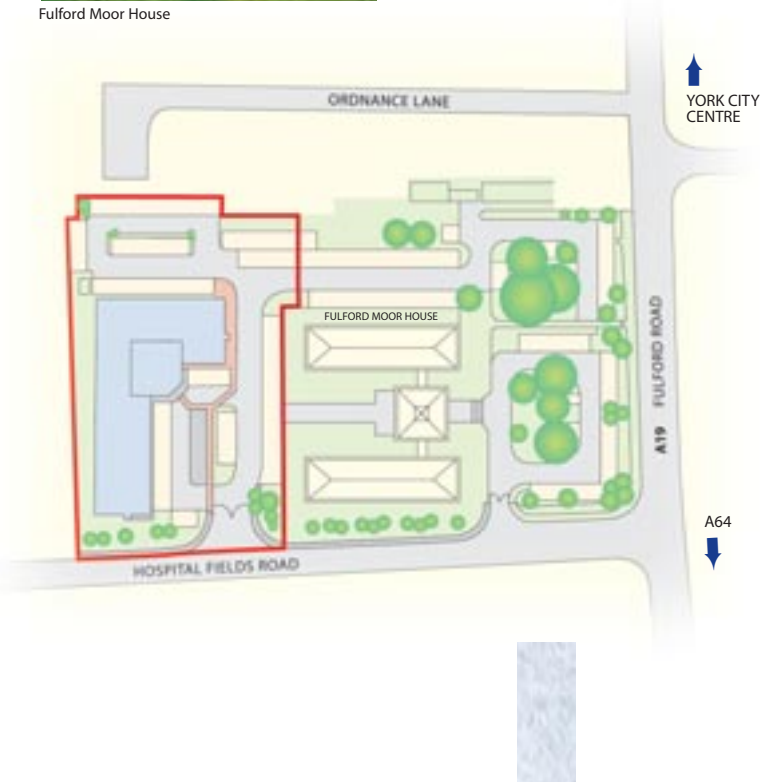 Fulford Moor House
ORDNANCE LANE
YORK CITY
CENTRE
FULFORD MOOR HOUSE
A19 FULFORD ROAD
A64
HOSPITAL FIELDS ROAD